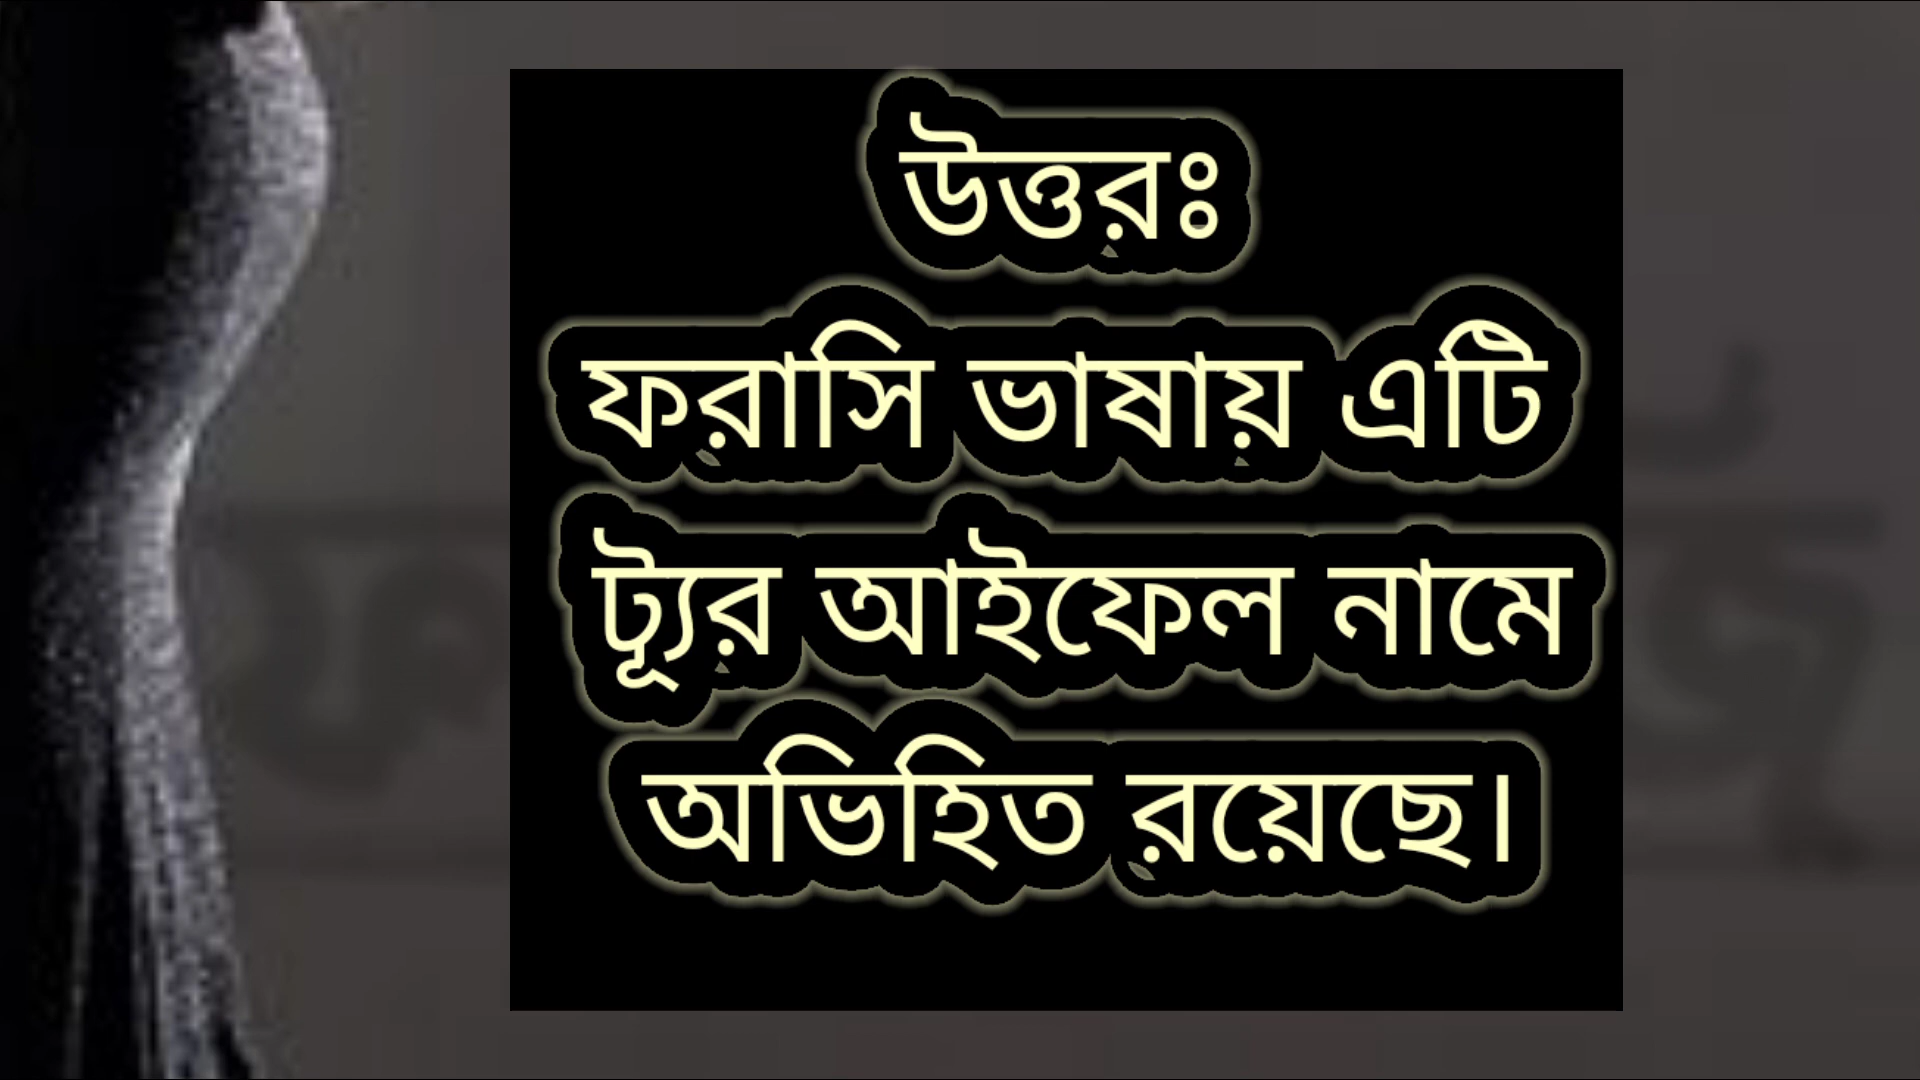 উত্তরঃ
ফরাসি ভাষায় এটি
ট্যূর আইফেল নামে
অভিহিত রয়েছে।